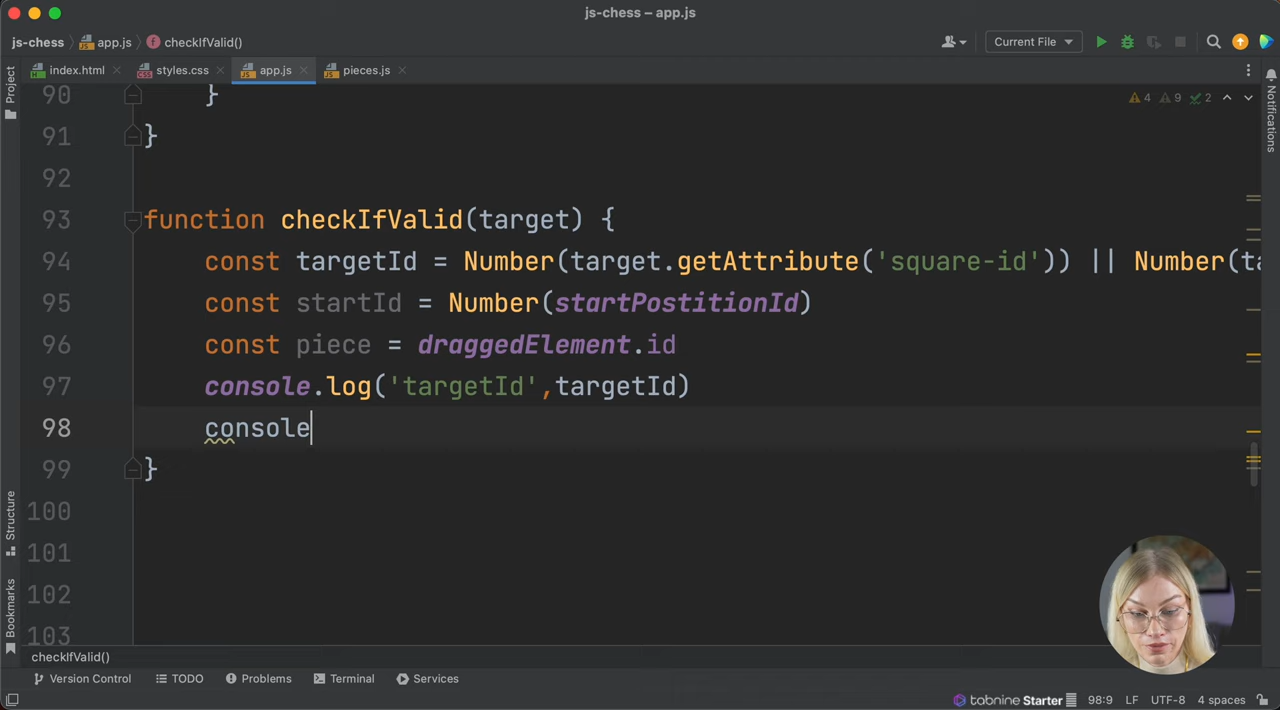 js-chess – app.js
js-chess app.js checkIfValid() Current File
index.html styles.css app.js pieces.js
Project
Notifications
Structure
Bookmarks
4 9 2
90 }
91 }
92
93 function checkIfValid(target) {
94 const targetId = Number(target.getAttribute('square-id')) || Number(ta
95 const startId = Number(startPostitionId)
96 const piece = draggedElement.id
97 console.log('targetId',targetId)
98 console
99 }
100
101
102
103
checkIfValid()
Version Control TODO Problems Terminal Services
tabnine Starter 98:9 LF UTF-8 4 spaces